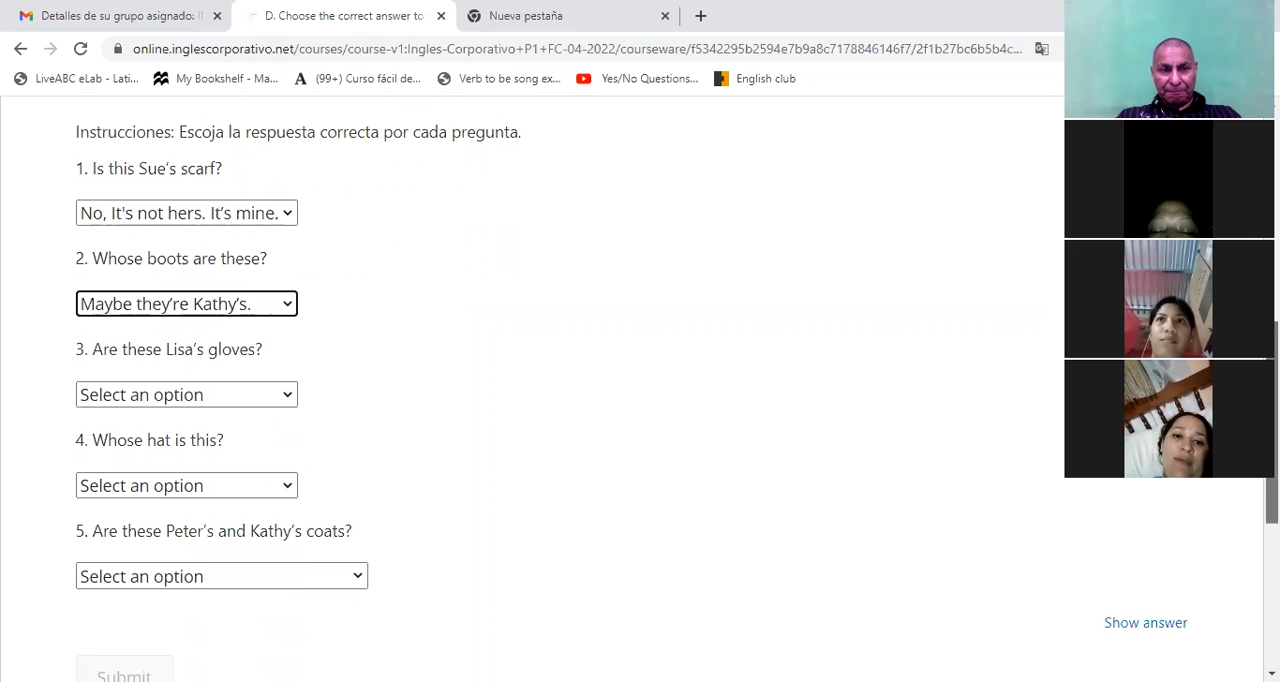 Detalles de su grupo asignado: I
D. Choose the correct answer to
Nueva pestaña
online.inglescorporativo.net/courses/course-v1:Ingles-Corporativo+P1+FC-04-2022/courseware/f5342295b2594e7b9a8c7178846146f7/2f1b27bc6b5b4c...
LiveABC eLab - Lati...
My Bookshelf - Ma...
(99+) Curso fácil de...
Verb to be song ex...
Yes/No Questions...
English club
Instrucciones: Escoja la respuesta correcta por cada pregunta.
1. Is this Sue's scarf?
No, It's not hers. It's mine.
2. Whose boots are these?
Maybe they're Kathy's.
3. Are these Lisa's gloves?
Select an option
4. Whose hat is this?
Select an option
5. Are these Peter's and Kathy's coats?
Select an option
Show answer
Submit